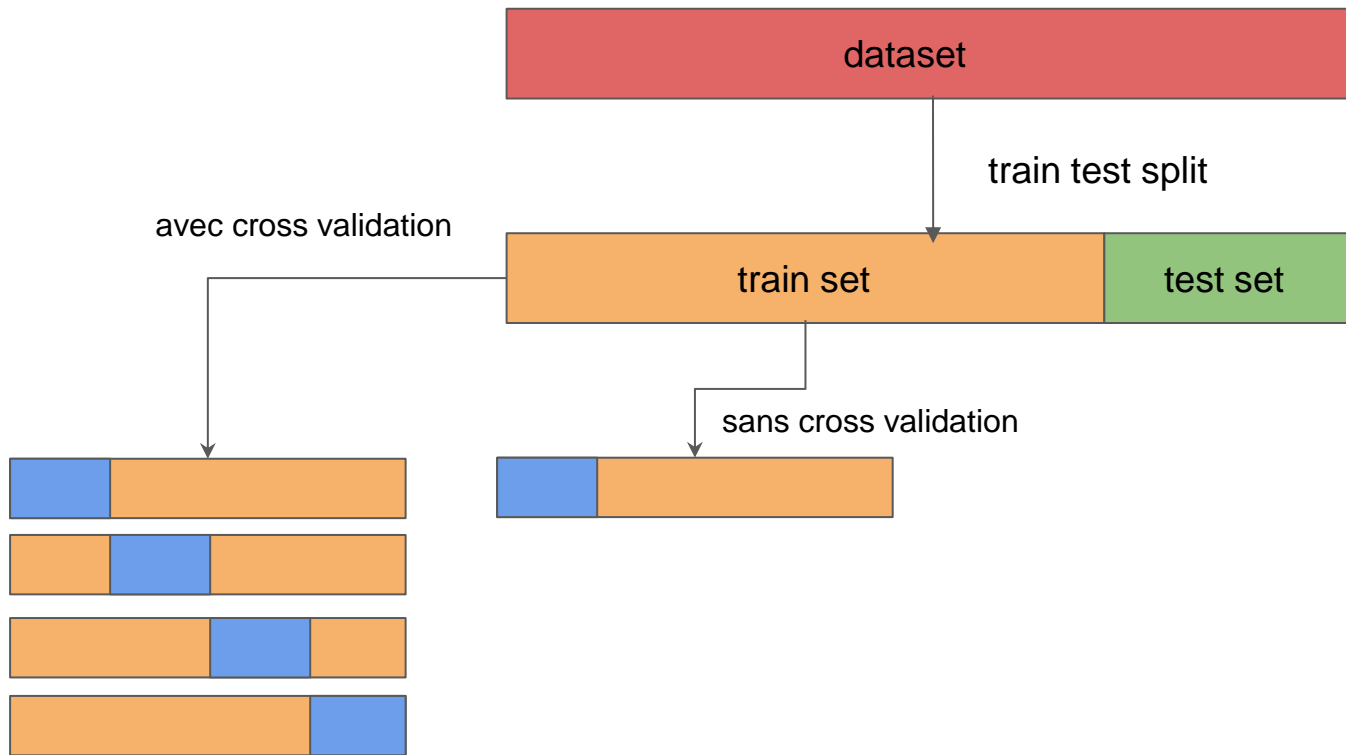 dataset
train test split
avec cross validation
train set
test set
sans cross validation